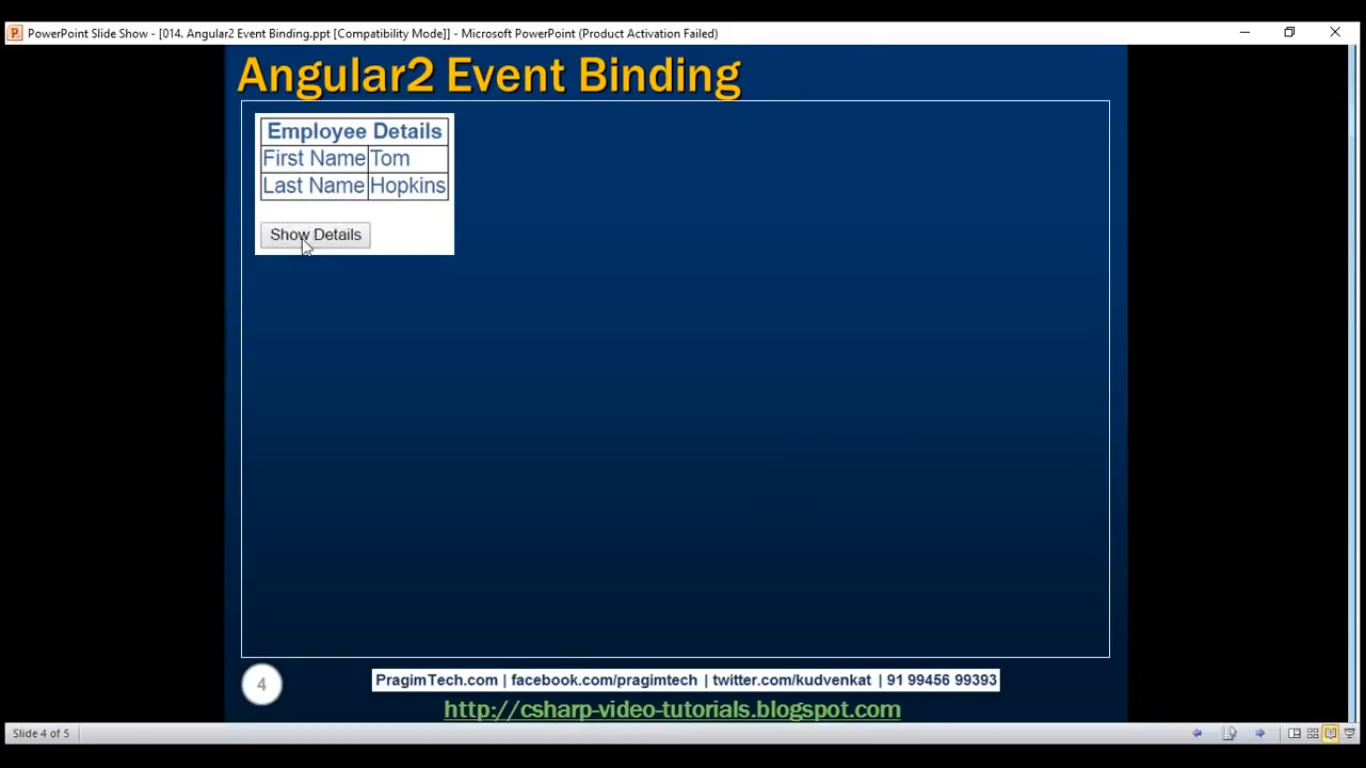 PowerPoint Slide Show - [014. Angular2 Event Binding.ppt [Compatibility Mode]] - Microsoft PowerPoint (Product Activation Failed)
Angular2 Event Binding
Employee Details
First Name Tom
Last Name Hopkins
Show Details
4
PragimTech.com | facebook.com/pragimtech | twitter.com/kudvenkat | 91 99456 99393
http://csharp-video-tutorials.blogspot.com
Slide 4 of 5